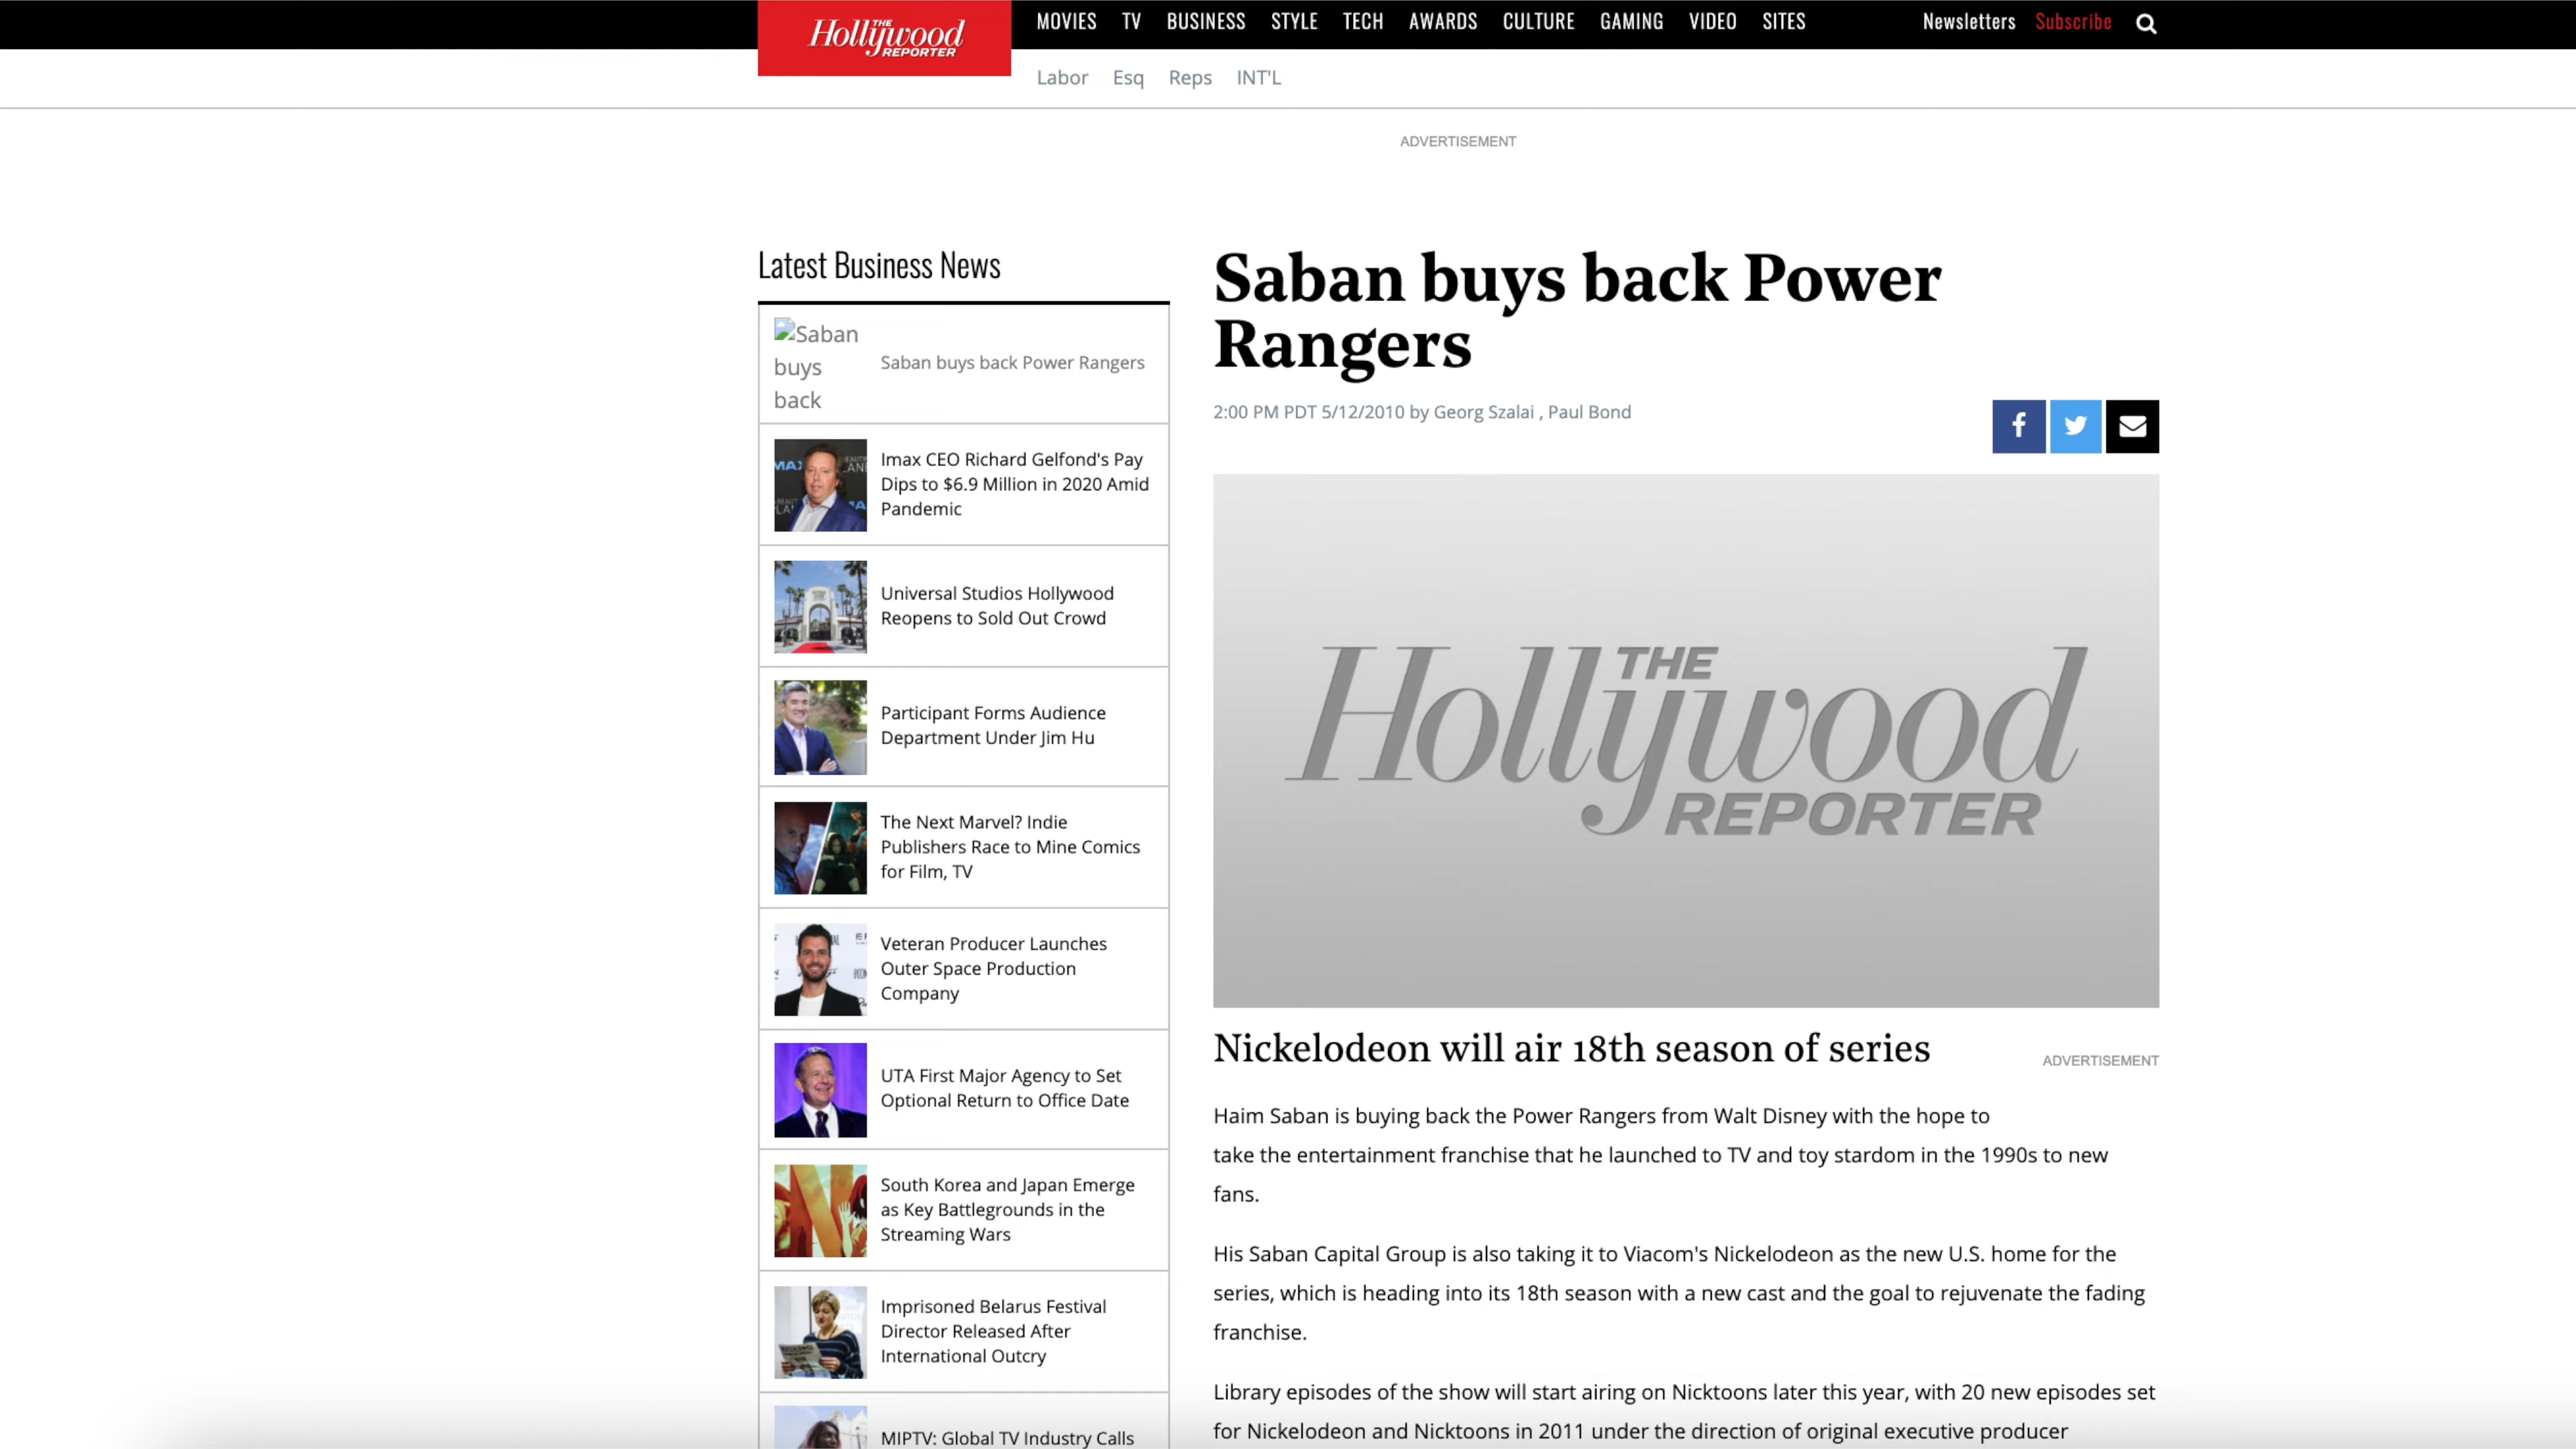 THE
Hollywood
REPORTER
MOVIES TV BUSINESS STYLE TECH AWARDS CULTURE GAMING VIDEO SITES
Newsletters Subscribe
Labor Esq Reps INT'L
ADVERTISEMENT
Latest Business News
Saban
buys
back
Saban buys back Power Rangers
Imax CEO Richard Gelfond's Pay
Dips to $6.9 Million in 2020 Amid
Pandemic
Universal Studios Hollywood
Reopens to Sold Out Crowd
Participant Forms Audience
Department Under Jim Hu
The Next Marvel? Indie
Publishers Race to Mine Comics
for Film, TV
Veteran Producer Launches
Outer Space Production
Company
UTA First Major Agency to Set
Optional Return to Office Date
South Korea and Japan Emerge
as Key Battlegrounds in the
Streaming Wars
Imprisoned Belarus Festival
Director Released After
International Outcry
MIPTV: Global TV Industry Calls
Saban buys back Power
Rangers
2:00 PM PDT 5/12/2010 by Georg Szalai , Paul Bond
THE
Hollywood
REPORTER
Nickelodeon will air 18th season of series
ADVERTISEMENT
Haim Saban is buying back the Power Rangers from Walt Disney with the hope to
take the entertainment franchise that he launched to TV and toy stardom in the 1990s to new
fans.
His Saban Capital Group is also taking it to Viacom's Nickelodeon as the new U.S. home for the
series, which is heading into its 18th season with a new cast and the goal to rejuvenate the fading
franchise.
Library episodes of the show will start airing on Nicktoons later this year, with 20 new episodes set
for Nickelodeon and Nicktoons in 2011 under the direction of original executive producer